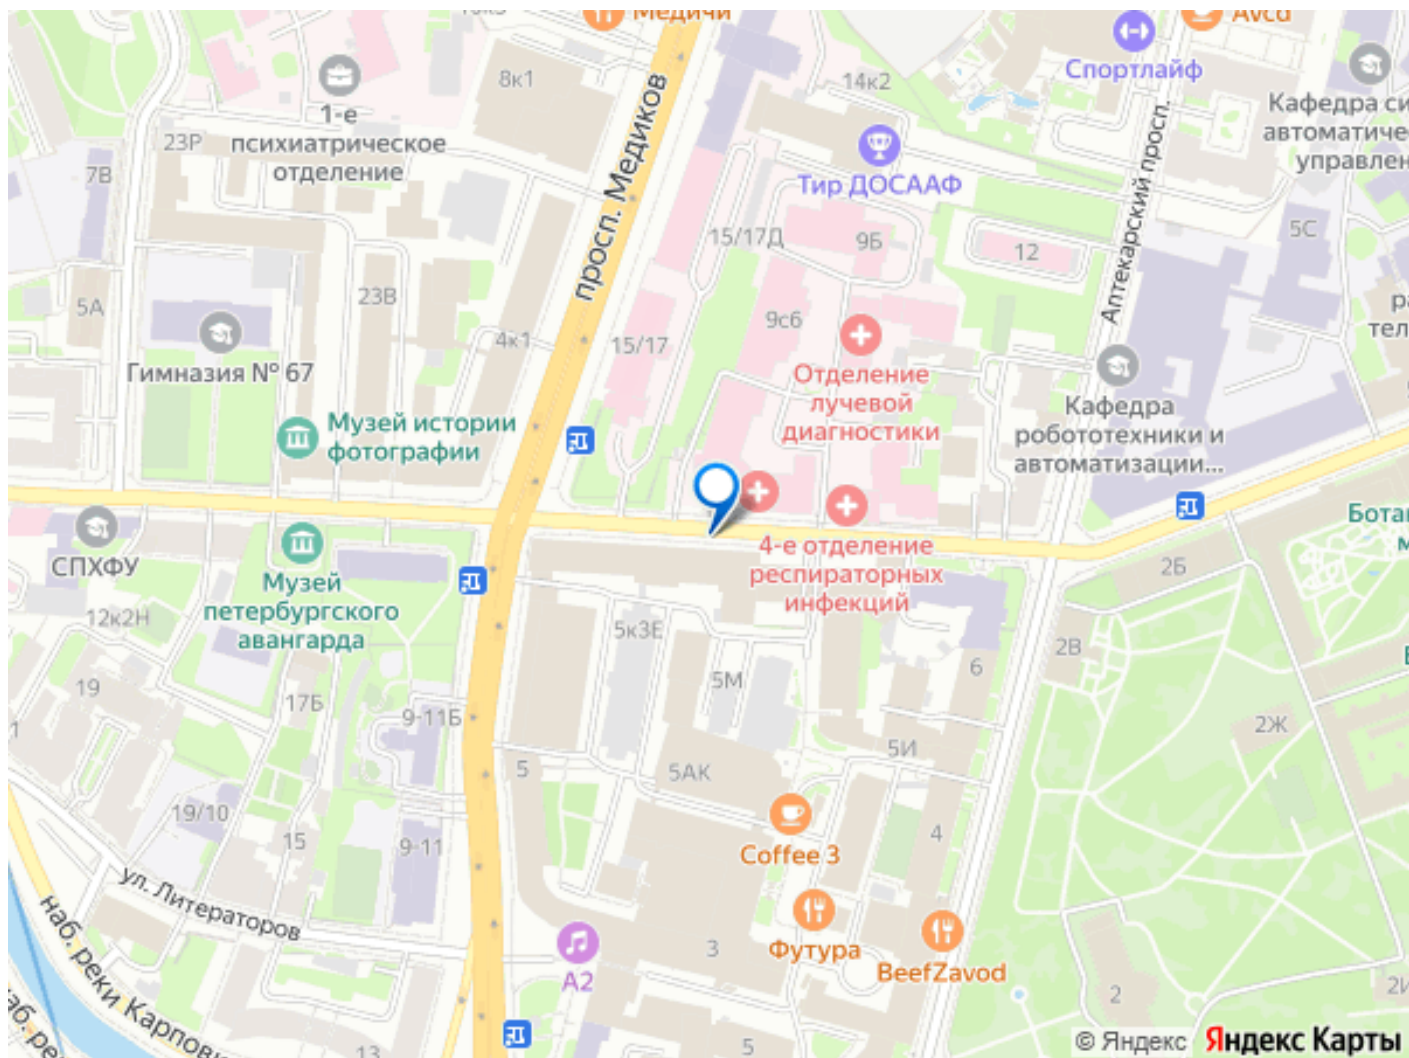 Медичи
Avcd
8к1
14к2
Спортлайф
1-е
психиатрическое
отделение
просп. Медиков
Кафедра си
автоматичес
управлен
23Р
7В
Тир ДОСААФ
Аптекарский просп.
15/17Д
9Б
12
5С
5А
23В
4к1
9с6
15/17
Гимназия № 67
Отделение
лучевой
диагностики
Кафедра
робототехники и
автоматизации...
Музей истории
фотографии
СПХФУ
Музей
петербургского
авангарда
4-е отделение
респираторных
инфекций
2Б
12к2Н
5к3Е
2В
19
17Б
9-11Б
5М
6
2Ж
5
5АК
5И
19/10
15
9-11
Coffee 3
4
ул. Литераторов
наб. реки Карповк
А2
3
Футура
BeefZavod
2
13
5
© Яндекс Яндекс Карты